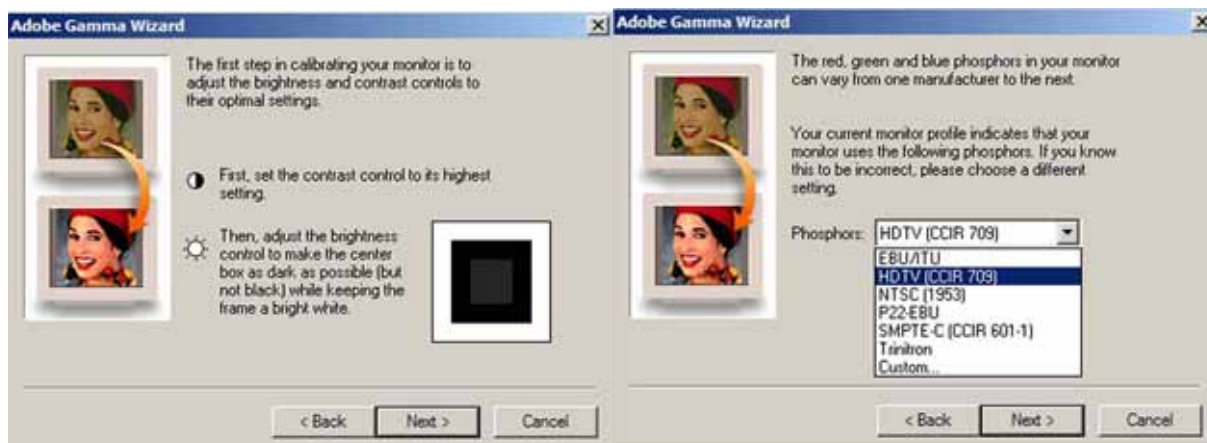 Adobe Gamma Wizard
The first step in calibrating your monitor is to
adjust the brightness and contrast controls to
their optimal settings.
First, set the contrast control to its highest
setting.
Then, adjust the brightness
control to make the center
box as dark as possible (but
not black) while keeping the
frame a bright white.
< Back
Next >
Cancel
Adobe Gamma Wizard
The red, green and blue phosphors in your monitor
can vary from one manufacturer to the next.
Your current monitor profile indicates that your
monitor uses the following phosphors. If you know
this to be incorrect, please choose a different
setting.
Phosphors: HDTV (CCIR 709)
EBU/ITU
HDTV (CCIR 709)
NTSC (1953)
P22-EBU
SMPTE-C (CCIR 601-1)
Trinitron
Custom...
< Back
Next >
Cancel